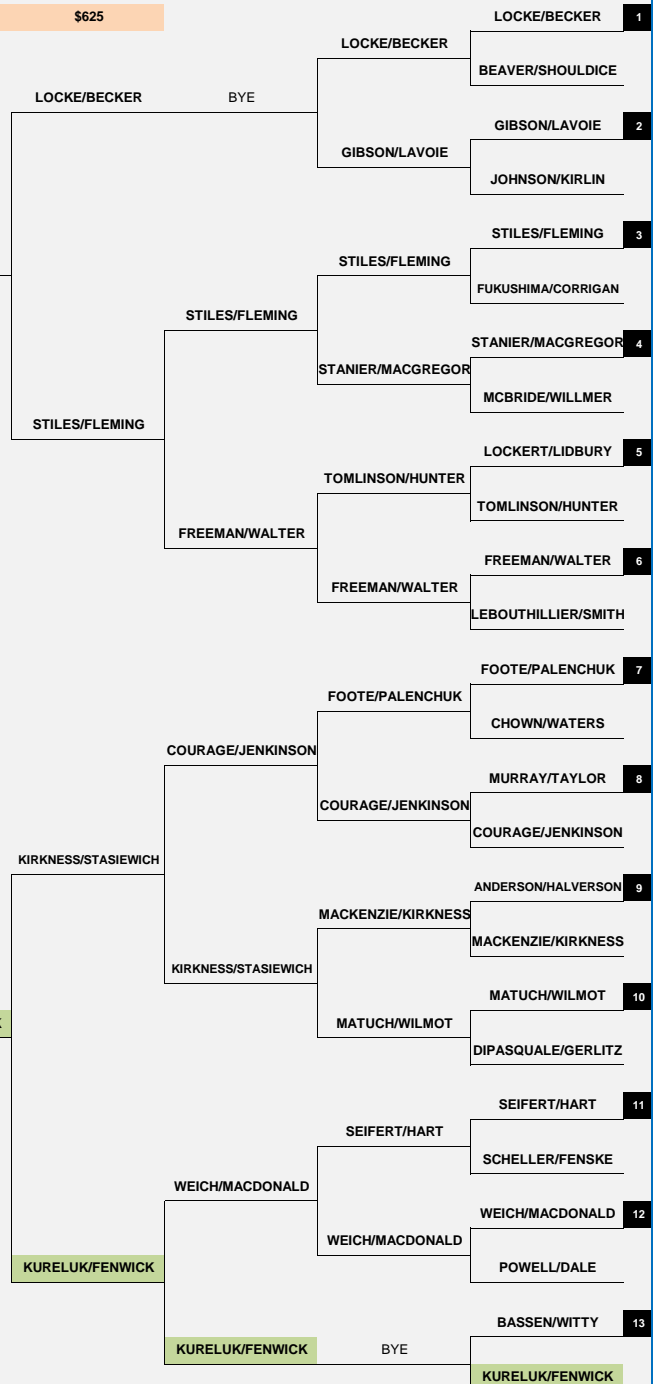 $625
LOCKE/BECKER 1
LOCKE/BECKER
BEAVER/SHOULDICE
LOCKE/BECKER BYE
GIBSON/LAVOIE 2
GIBSON/LAVOIE
JOHNSON/KIRLIN
STILES/FLEMING 3
STILES/FLEMING
FUKUSHIMA/CORRIGAN
STILES/FLEMING
STANIER/MACGREGOR 4
STANIER/MACGREGOR
MCBRIDE/WILLMER
STILES/FLEMING
LOCKERT/LIDBURY 5
TOMLINSON/HUNTER
TOMLINSON/HUNTER
FREEMAN/WALTER
FREEMAN/WALTER 6
FREEMAN/WALTER
LEBOUTHILLIER/SMITH
FOOTE/PALENCHUK 7
FOOTE/PALENCHUK
CHOWN/WATERS
COURAGE/JENKINSON
MURRAY/TAYLOR 8
COURAGE/JENKINSON
COURAGE/JENKINSON
KIRKNESS/STASIEWICH
ANDERSON/HALVERSON 9
MACKENZIE/KIRKNESS
MACKENZIE/KIRKNESS
KIRKNESS/STASIEWICH
MATUCH/WILMOT 10
MATUCH/WILMOT
DIPASQUALE/GERLITZ
SEIFERT/HART 11
SEIFERT/HART
SCHELLER/FENSKE
WEICH/MACDONALD
WEICH/MACDONALD 12
WEICH/MACDONALD
POWELL/DALE
KURELUK/FENWICK
BASSEN/WITTY 13
KURELUK/FENWICK BYE
KURELUK/FENWICK